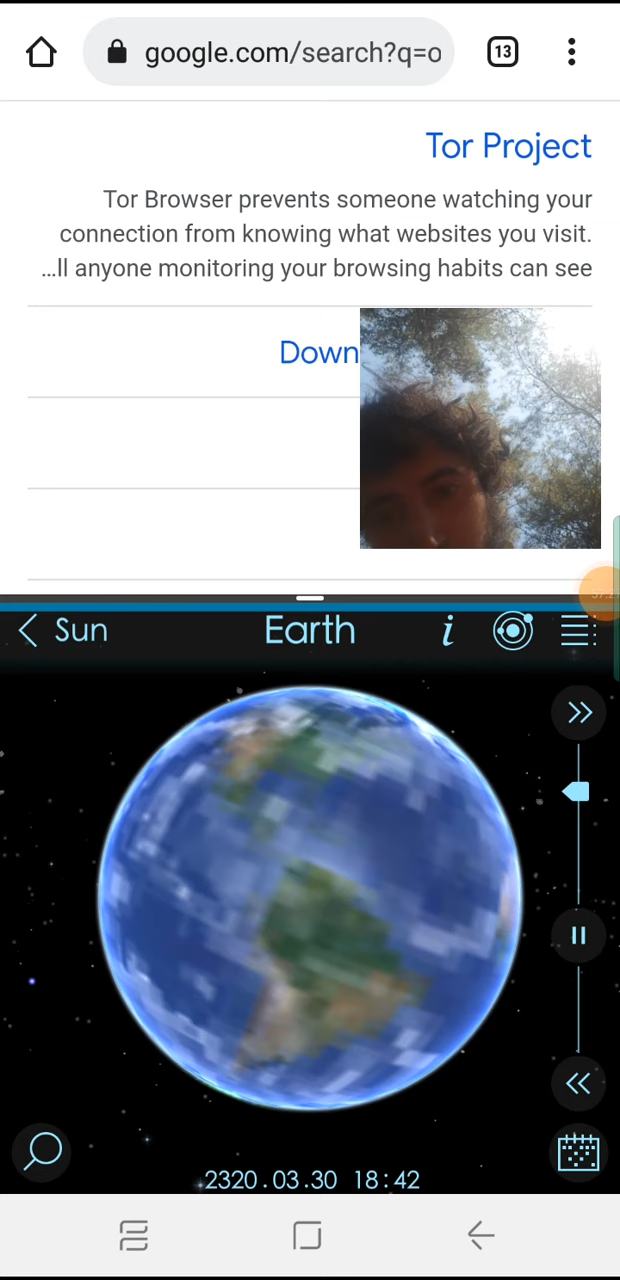 google.com/search?q=o
13
Tor Project
Tor Browser prevents someone watching your
connection from knowing what websites you visit.
...ll anyone monitoring your browsing habits can see
Down
Sun
Earth
i
2320.03.30 18:42